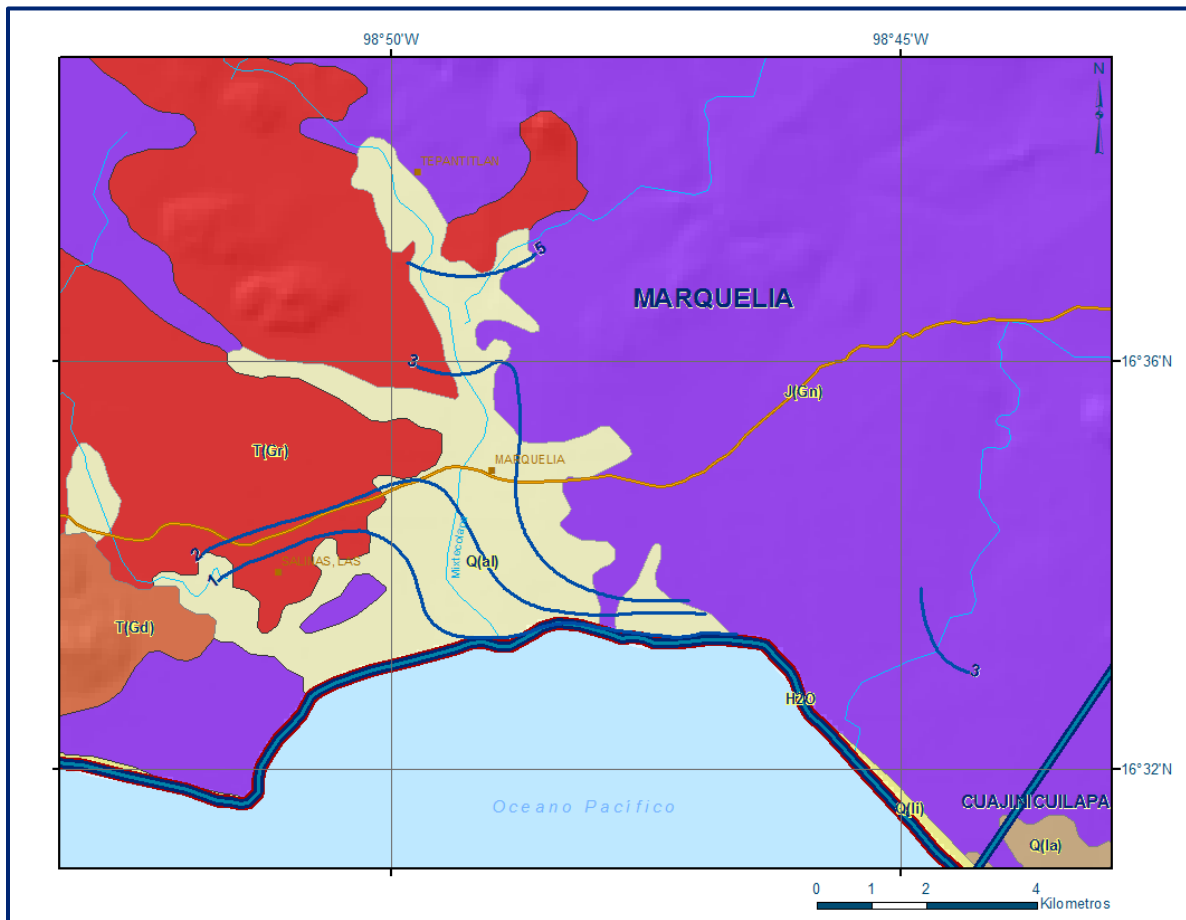 98°50'W
98°45'W
N
TEPANTITLAN
5
MARQUELIA
3
16°36'N
J(Gn)
T(Gr)
MARQUELIA
2
SALINAS, LAS
Q(al)
1
T(Gd)
3
H2O
16°32'N
Oceano Pacifico
CUAJINICUILAPA
Q(li)
Q(la)
0 1 2 4
Kilometros